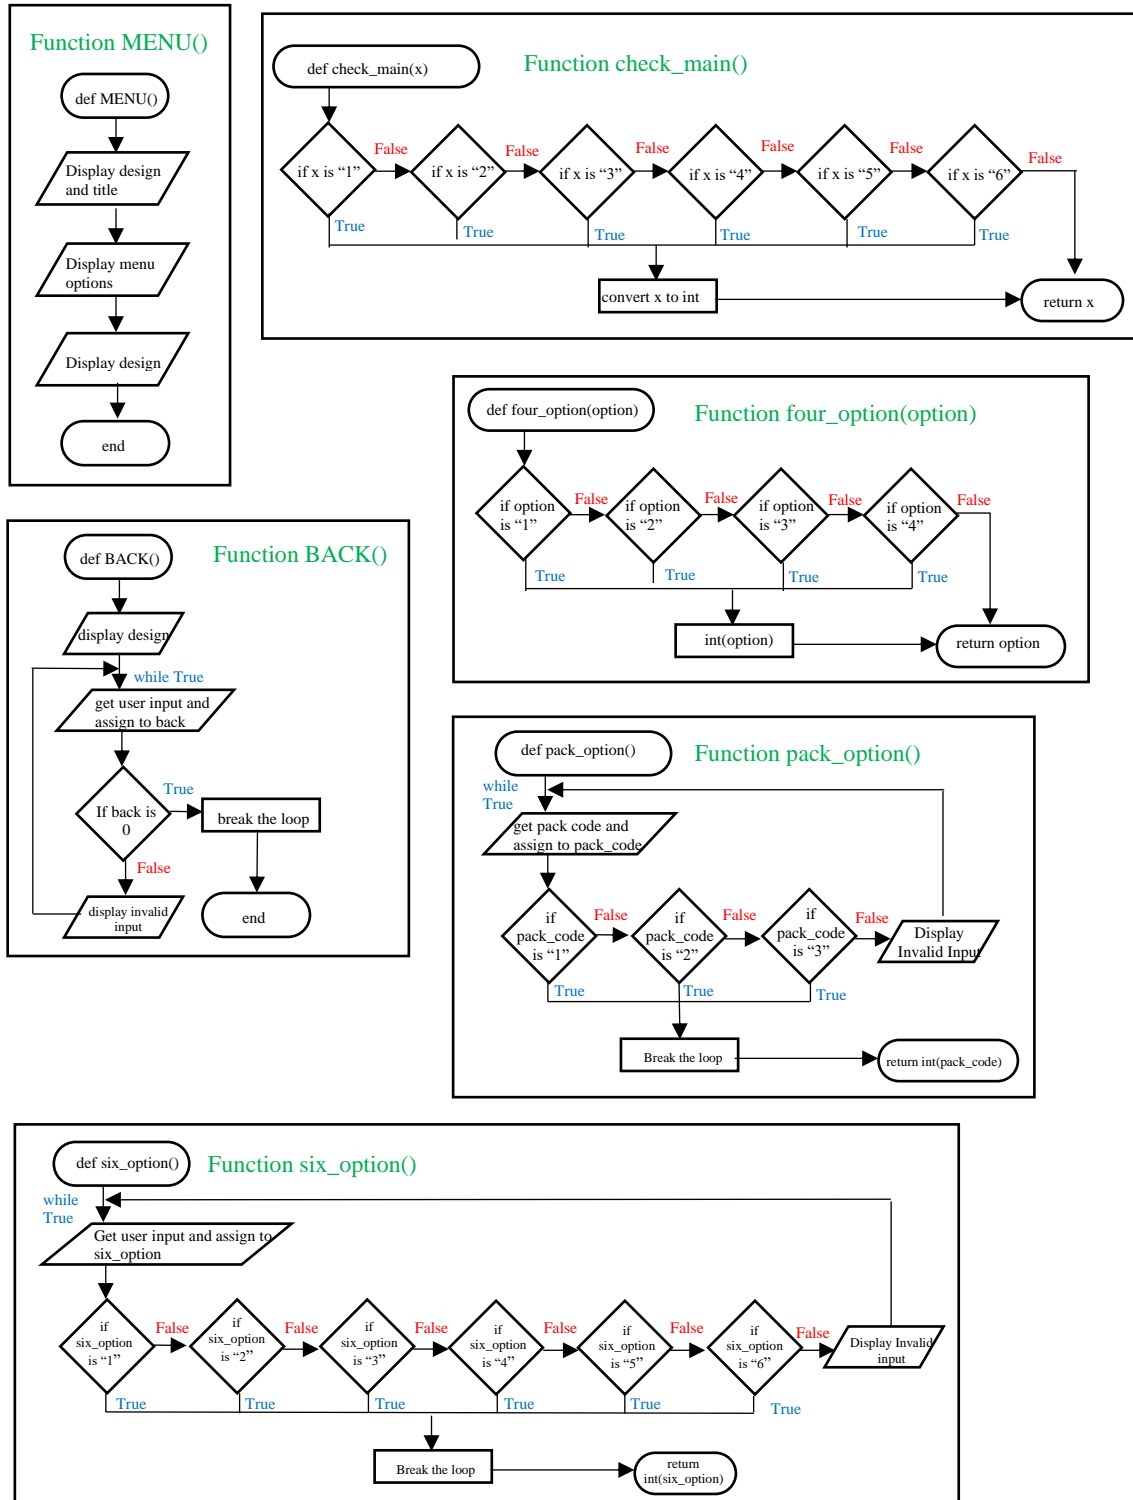 Function MENU()
def MENU()
Display design
and title
Display menu
options
Display design
end
Function check_main()
def check_main(x)
if x is “1”
False
if x is “2”
False
if x is “3”
False
if x is “4”
False
if x is “5”
False
if x is “6”
False
True
True
True
True
True
True
convert x to int
return x
def four_option(option)
Function four_option(option)
if option
is “1”
False
if option
is “2”
False
if option
is “3”
False
if option
is “4”
False
True
True
True
True
int(option)
return option
def BACK()
Function BACK()
display design
while True
get user input and
assign to back
If back is
0
True
break the loop
False
display invalid
input
end
def pack_option()
Function pack_option()
while
True
get pack code and
assign to pack_code
if
pack_code
is “1”
False
if
pack_code
is “2”
False
if
pack_code
is “3”
False
Display
Invalid Input
True
True
True
Break the loop
return int(pack_code)
def six_option()
Function six_option()
while
True
Get user input and assign to
six_option
if
six_option
is “1”
False
if
six_option
is “2”
False
if
six_option
is “3”
False
if
six_option
is “4”
False
if
six_option
is “5”
False
if
six_option
is “6”
False
Display Invalid
input
True
True
True
True
True
True
Break the loop
return
int(six_option)